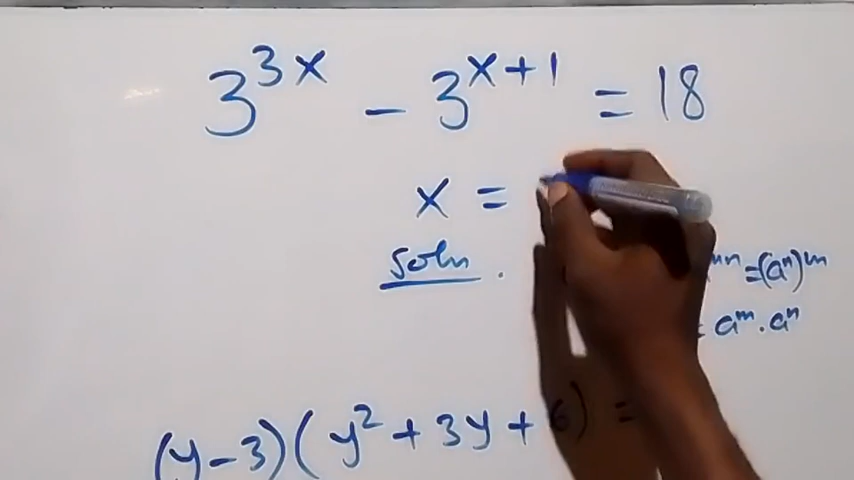 3^{3x} - 3^{x+1} = 18
x =
Soln.
mn = (a^n)^m
= a^m . a^n
(y-3)(y^2 + 3y + 6) =